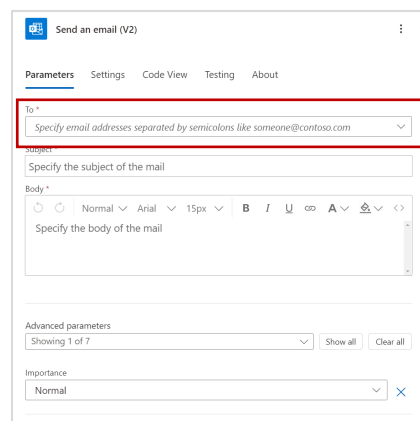 Send an email (V2)
Parameters Settings Code View Testing About
To *
Specify email addresses separated by semicolons like someone@contoso.com
Subject *
Specify the subject of the mail
Body *
Normal Arial 15px B I U A
Specify the body of the mail
Advanced parameters
Showing 1 of 7 Show all Clear all
Importance
Normal